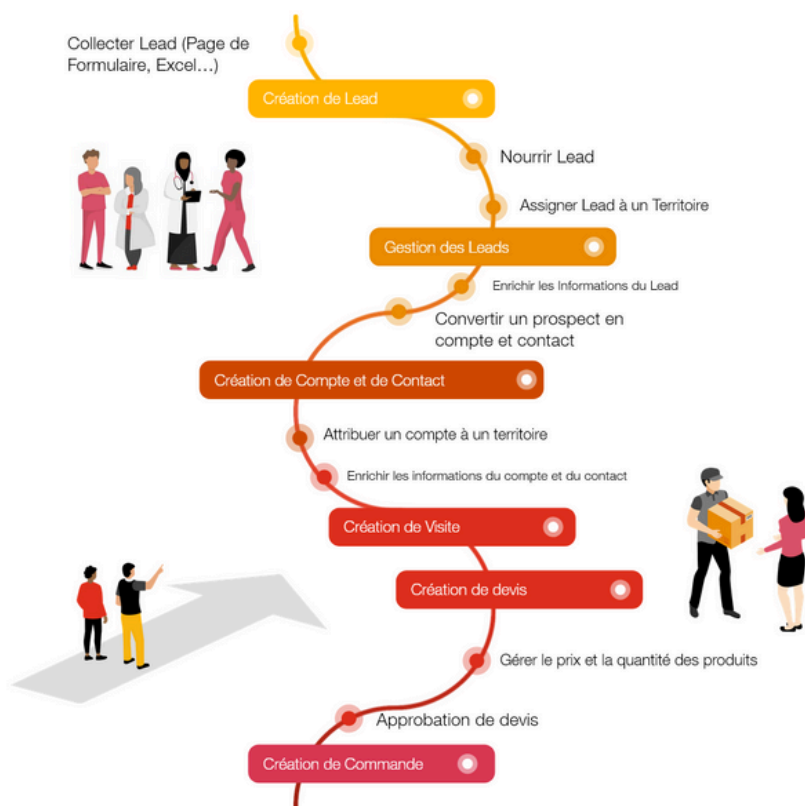 Collecter Lead (Page de
Formulaire, Excel…)
Création de Lead
Nourrir Lead
Assigner Lead à un Territoire
Gestion des Leads
Enrichir les Informations du Lead
Convertir un prospect en
compte et contact
Création de Compte et de Contact
Attribuer un compte à un territoire
Enrichir les informations du compte et du contact
Création de Visite
Création de devis
Gérer le prix et la quantité des produits
Approbation de devis
Création de Commande